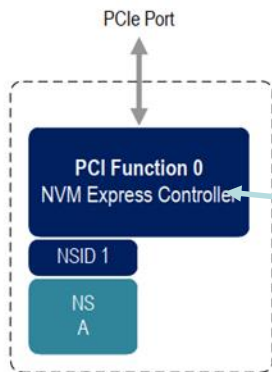 PCIe Port
PCI Function 0
NVM Express Controller
NSID 1
NS
A